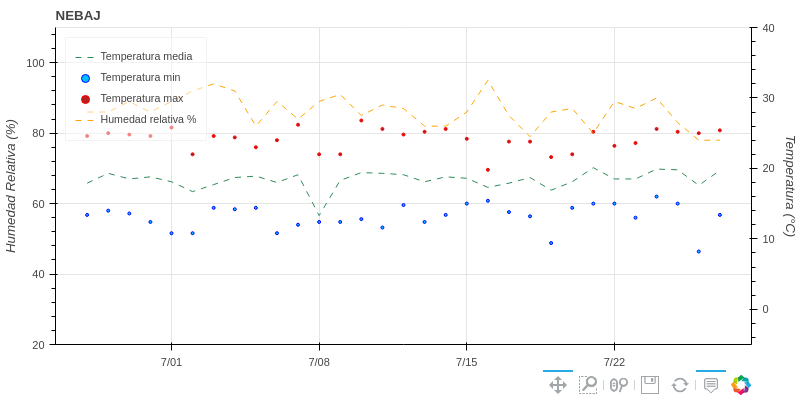 NEBAJ
Temperatura media
Temperatura min
Temperatura max
Humedad relativa %
Humedad Relativa (%)
100
80
60
40
20
40
30
20
10
0
Temperatura (°C)
7/01
7/08
7/15
7/22